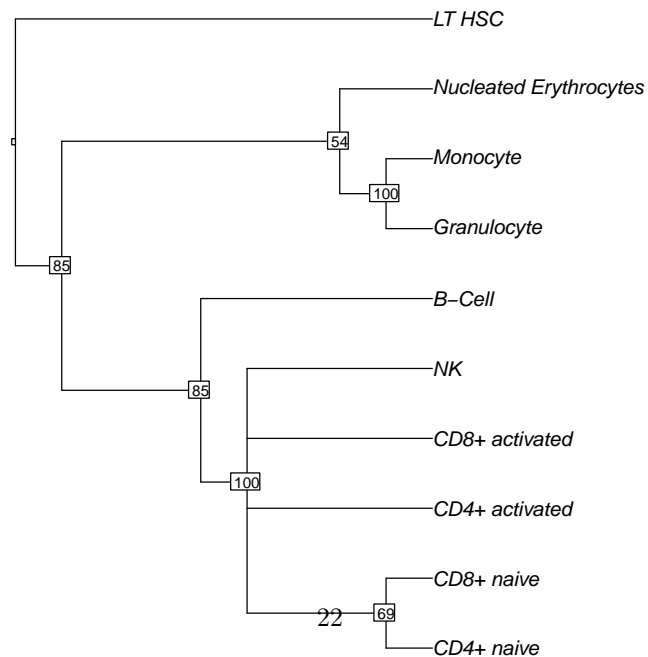 LT HSC
Nucleated Erythrocytes
54
Monocyte
100
Granulocyte
85
B−Cell
NK
85
CD8+ activated
100
CD4+ activated
CD8+ naive
22
69
CD4+ naive